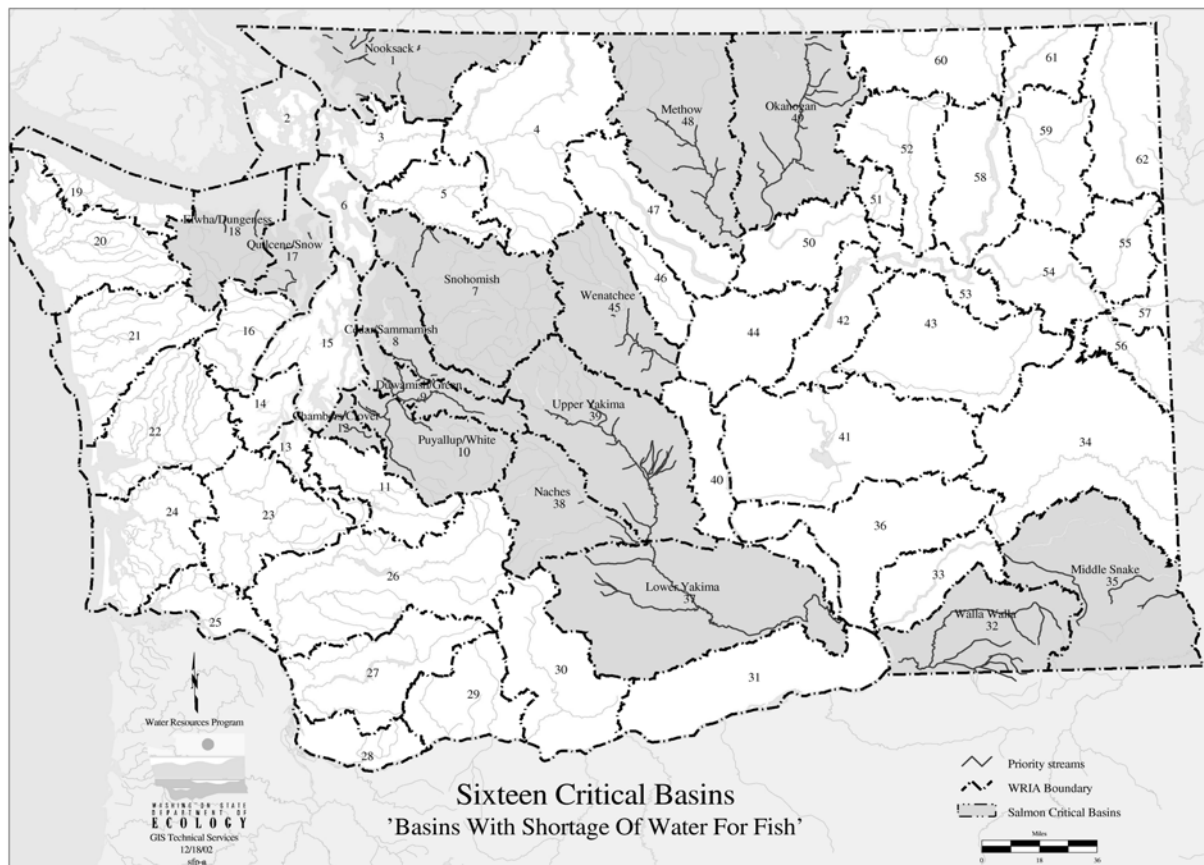 Nooksack
1
2
3
4
5
6
Methow
48
Okanogan
49
60
61
59
62
52
58
51
19
20
Elwha/Dungeness
18
Quilcene/Snow
17
47
50
55
54
46
Snohomish
7
Wenatchee
45
53
57
56
21
16
15
Cedar/Sammamish
8
44
42
43
Duwamish/Green
9
14
Chambers/Clover
12
22
13
Puyallup/White
10
Upper Yakima
39
41
34
11
40
24
23
Naches
38
36
26
Lower Yakima
37
33
Middle Snake
35
Walla Walla
32
25
27
29
30
31
28
N
Water Resources Program
WASHINGTON STATE
DEPARTMENT OF
ECOLOGY
GIS Technical Services
12/18/02
Sixteen Critical Basins
'Basins With Shortage Of Water For Fish'
Priority streams
WRIA Boundary
Salmon Critical Basins
Miles
0 18 36